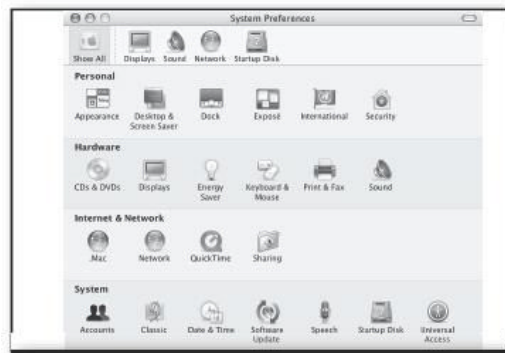 System Preferences
Show All Displays Sound Network Startup Disk
Personal
Appearance Desktop & Screen Saver Dock Exposé International Security
Hardware
CDs & DVDs Displays Energy Saver Keyboard & Mouse Print & Fax Sound
Internet & Network
.Mac Network QuickTime Sharing
System
Accounts Classic Date & Time Software Update Speech Startup Disk Universal Access